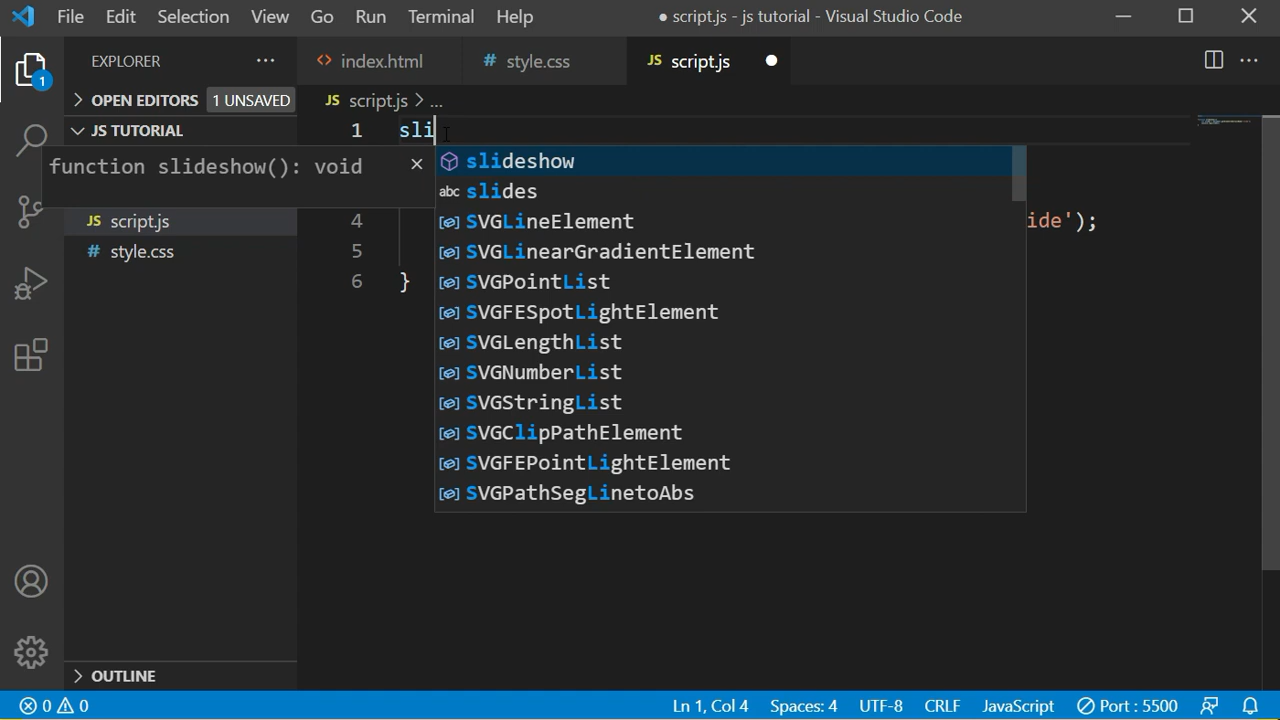 File Edit Selection View Go Run Terminal Help ● script.js - js tutorial - Visual Studio Code
EXPLORER ···
index.html # style.css JS script.js ●
OPEN EDITORS 1 UNSAVED
JS script.js > ...
JS TUTORIAL
1 sli
function slideshow(): void ×
slideshow
abc slides
JS script.js
4 ide');
SVGLineElement
# style.css
5
SVGLinearGradientElement
6 }
SVGPointList
SVGFESpotLightElement
SVGLengthList
SVGNumberList
SVGStringList
SVGClipPathElement
SVGFEPointLightElement
SVGPathSegLinetoAbs
OUTLINE
0 0 Ln 1, Col 4 Spaces: 4 UTF-8 CRLF JavaScript Port : 5500
1